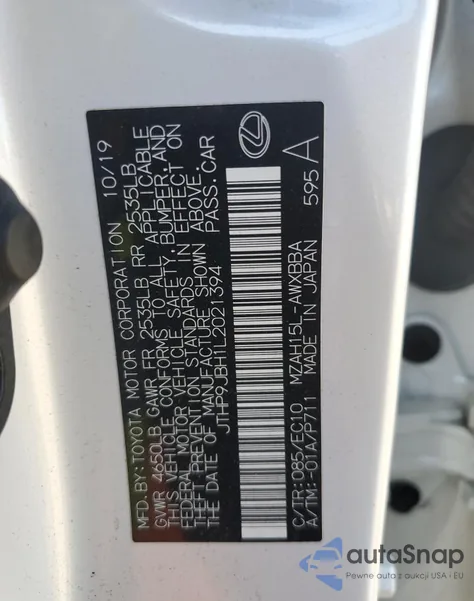 MFD. BY: TOYOTA MOTOR CORPORATION 10/19
GVWR 4650LB GAWR FR 2535LB RR 2535LB
THIS VEHICLE CONFORMS TO ALL APPLICABLE
FEDERAL MOTOR VEHICLE SAFETY, BUMPER, AND
THEFT PREVENTION STANDARDS IN EFFECT ON
THE DATE OF MANUFACTURE SHOWN ABOVE.
JTHP9JBH1L2021394 PASS. CAR
C/TR: 085/EC10 MZAH15L-AWXBBA
A/TM: -01A/P711 MADE IN JAPAN 595 A
autoSnap
Pewne auta z aukcji USA i EU